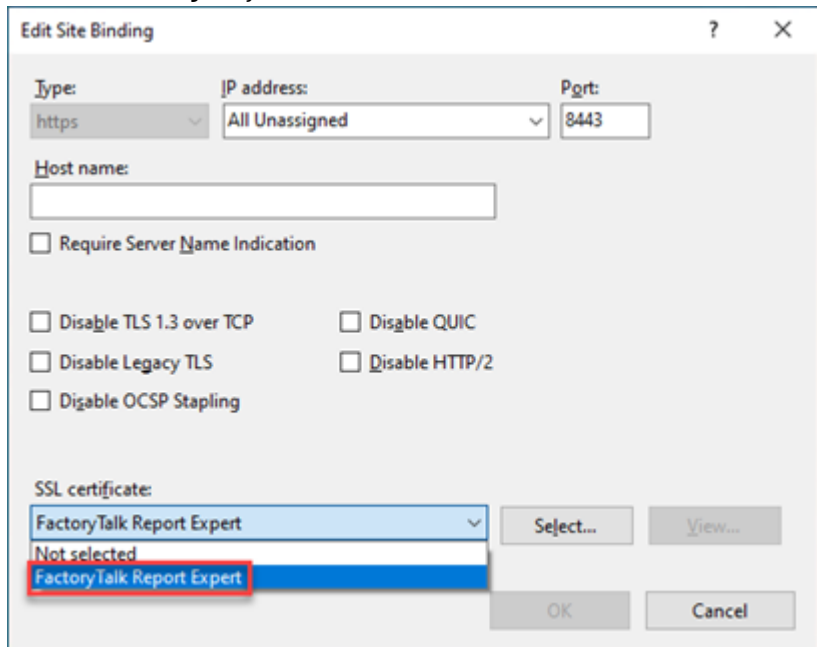 Edit Site Binding
?
Type:
IP address:
Port:
https
All Unassigned
8443
Host name:
Require Server Name Indication
Disable TLS 1.3 over TCP
Disable QUIC
Disable Legacy TLS
Disable HTTP/2
Disable OCSP Stapling
SSL certificate:
FactoryTalk Report Expert
Select...
View...
Not selected
FactoryTalk Report Expert
OK
Cancel